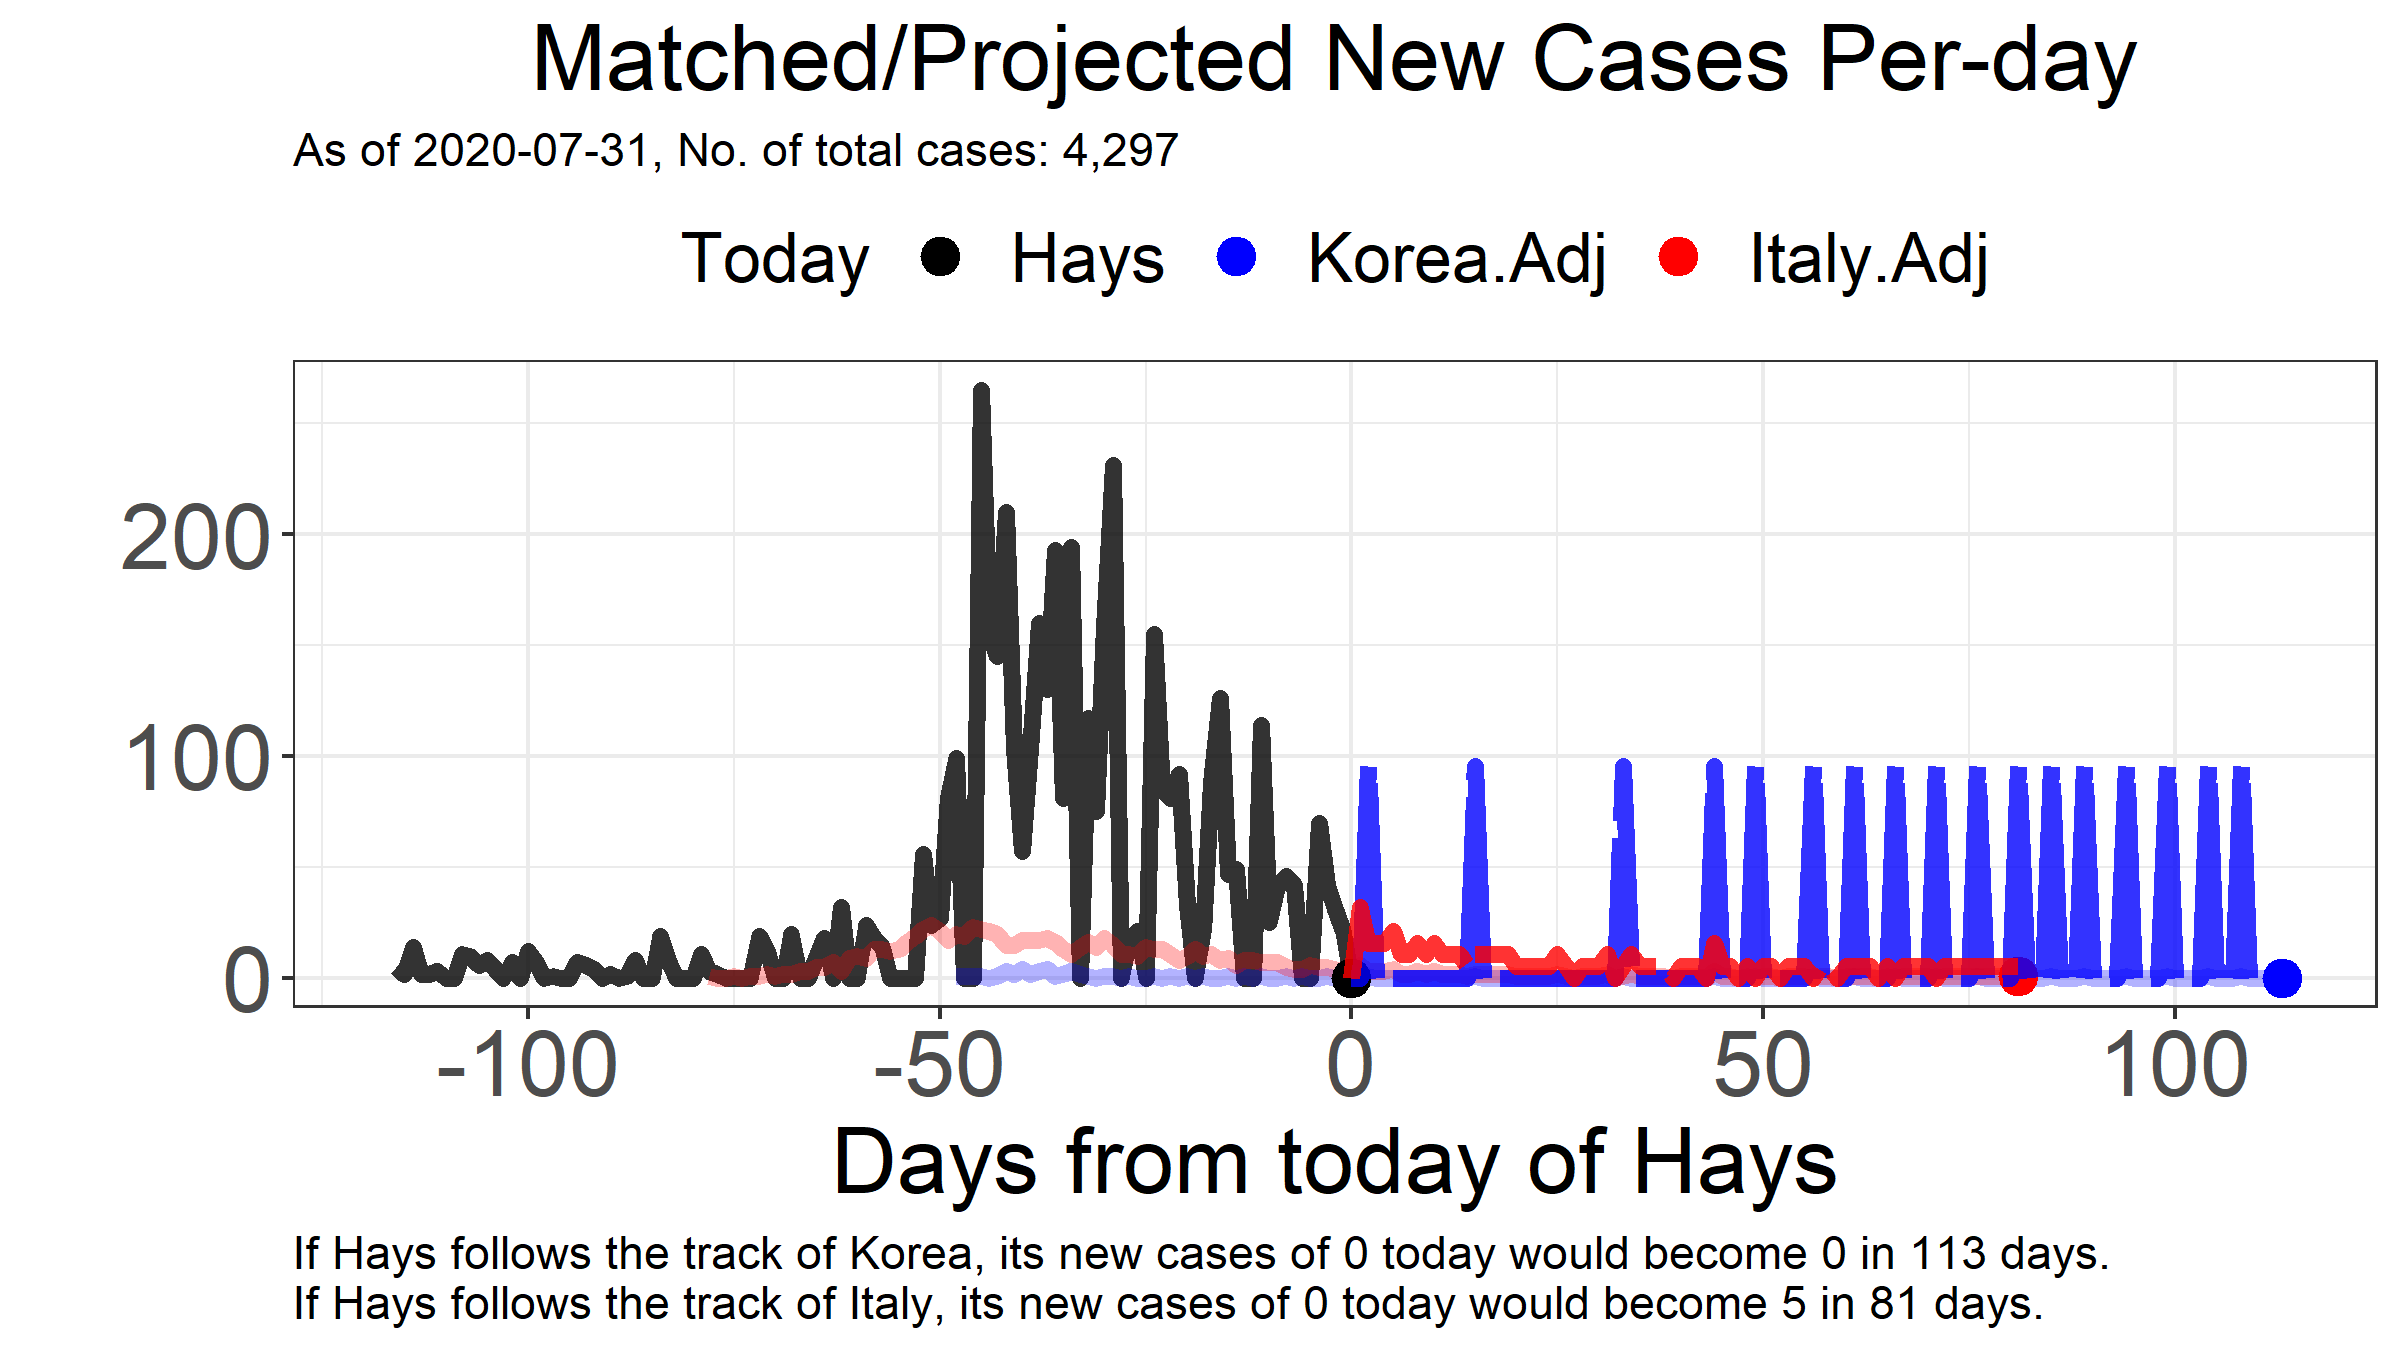 Matched/Projected New Cases Per-day
As of 2020-07-31, No. of total cases: 4,297
Today Hays Korea.Adj Italy.Adj
200
100
0
-100 -50 0 50 100
Days from today of Hays
If Hays follows the track of Korea, its new cases of 0 today would become 0 in 113 days.
If Hays follows the track of Italy, its new cases of 0 today would become 5 in 81 days.